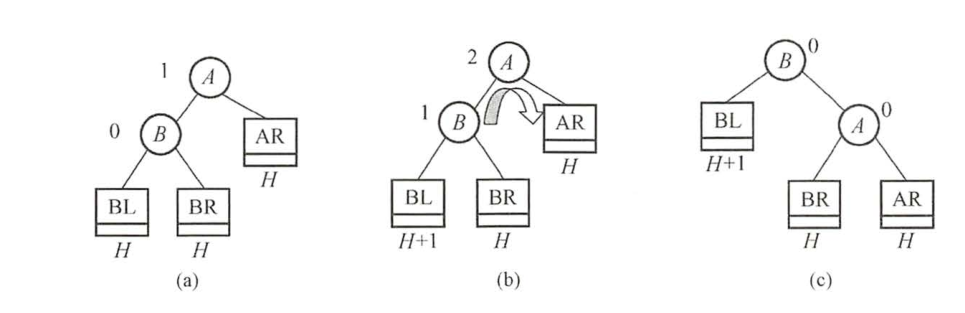 1 A
0 B
AR
H
BL BR
H H
(a)
2 A
1 B
AR
H
BL BR
H+1 H
(b)
B 0
BL
H+1
A 0
BR AR
H H
(c)